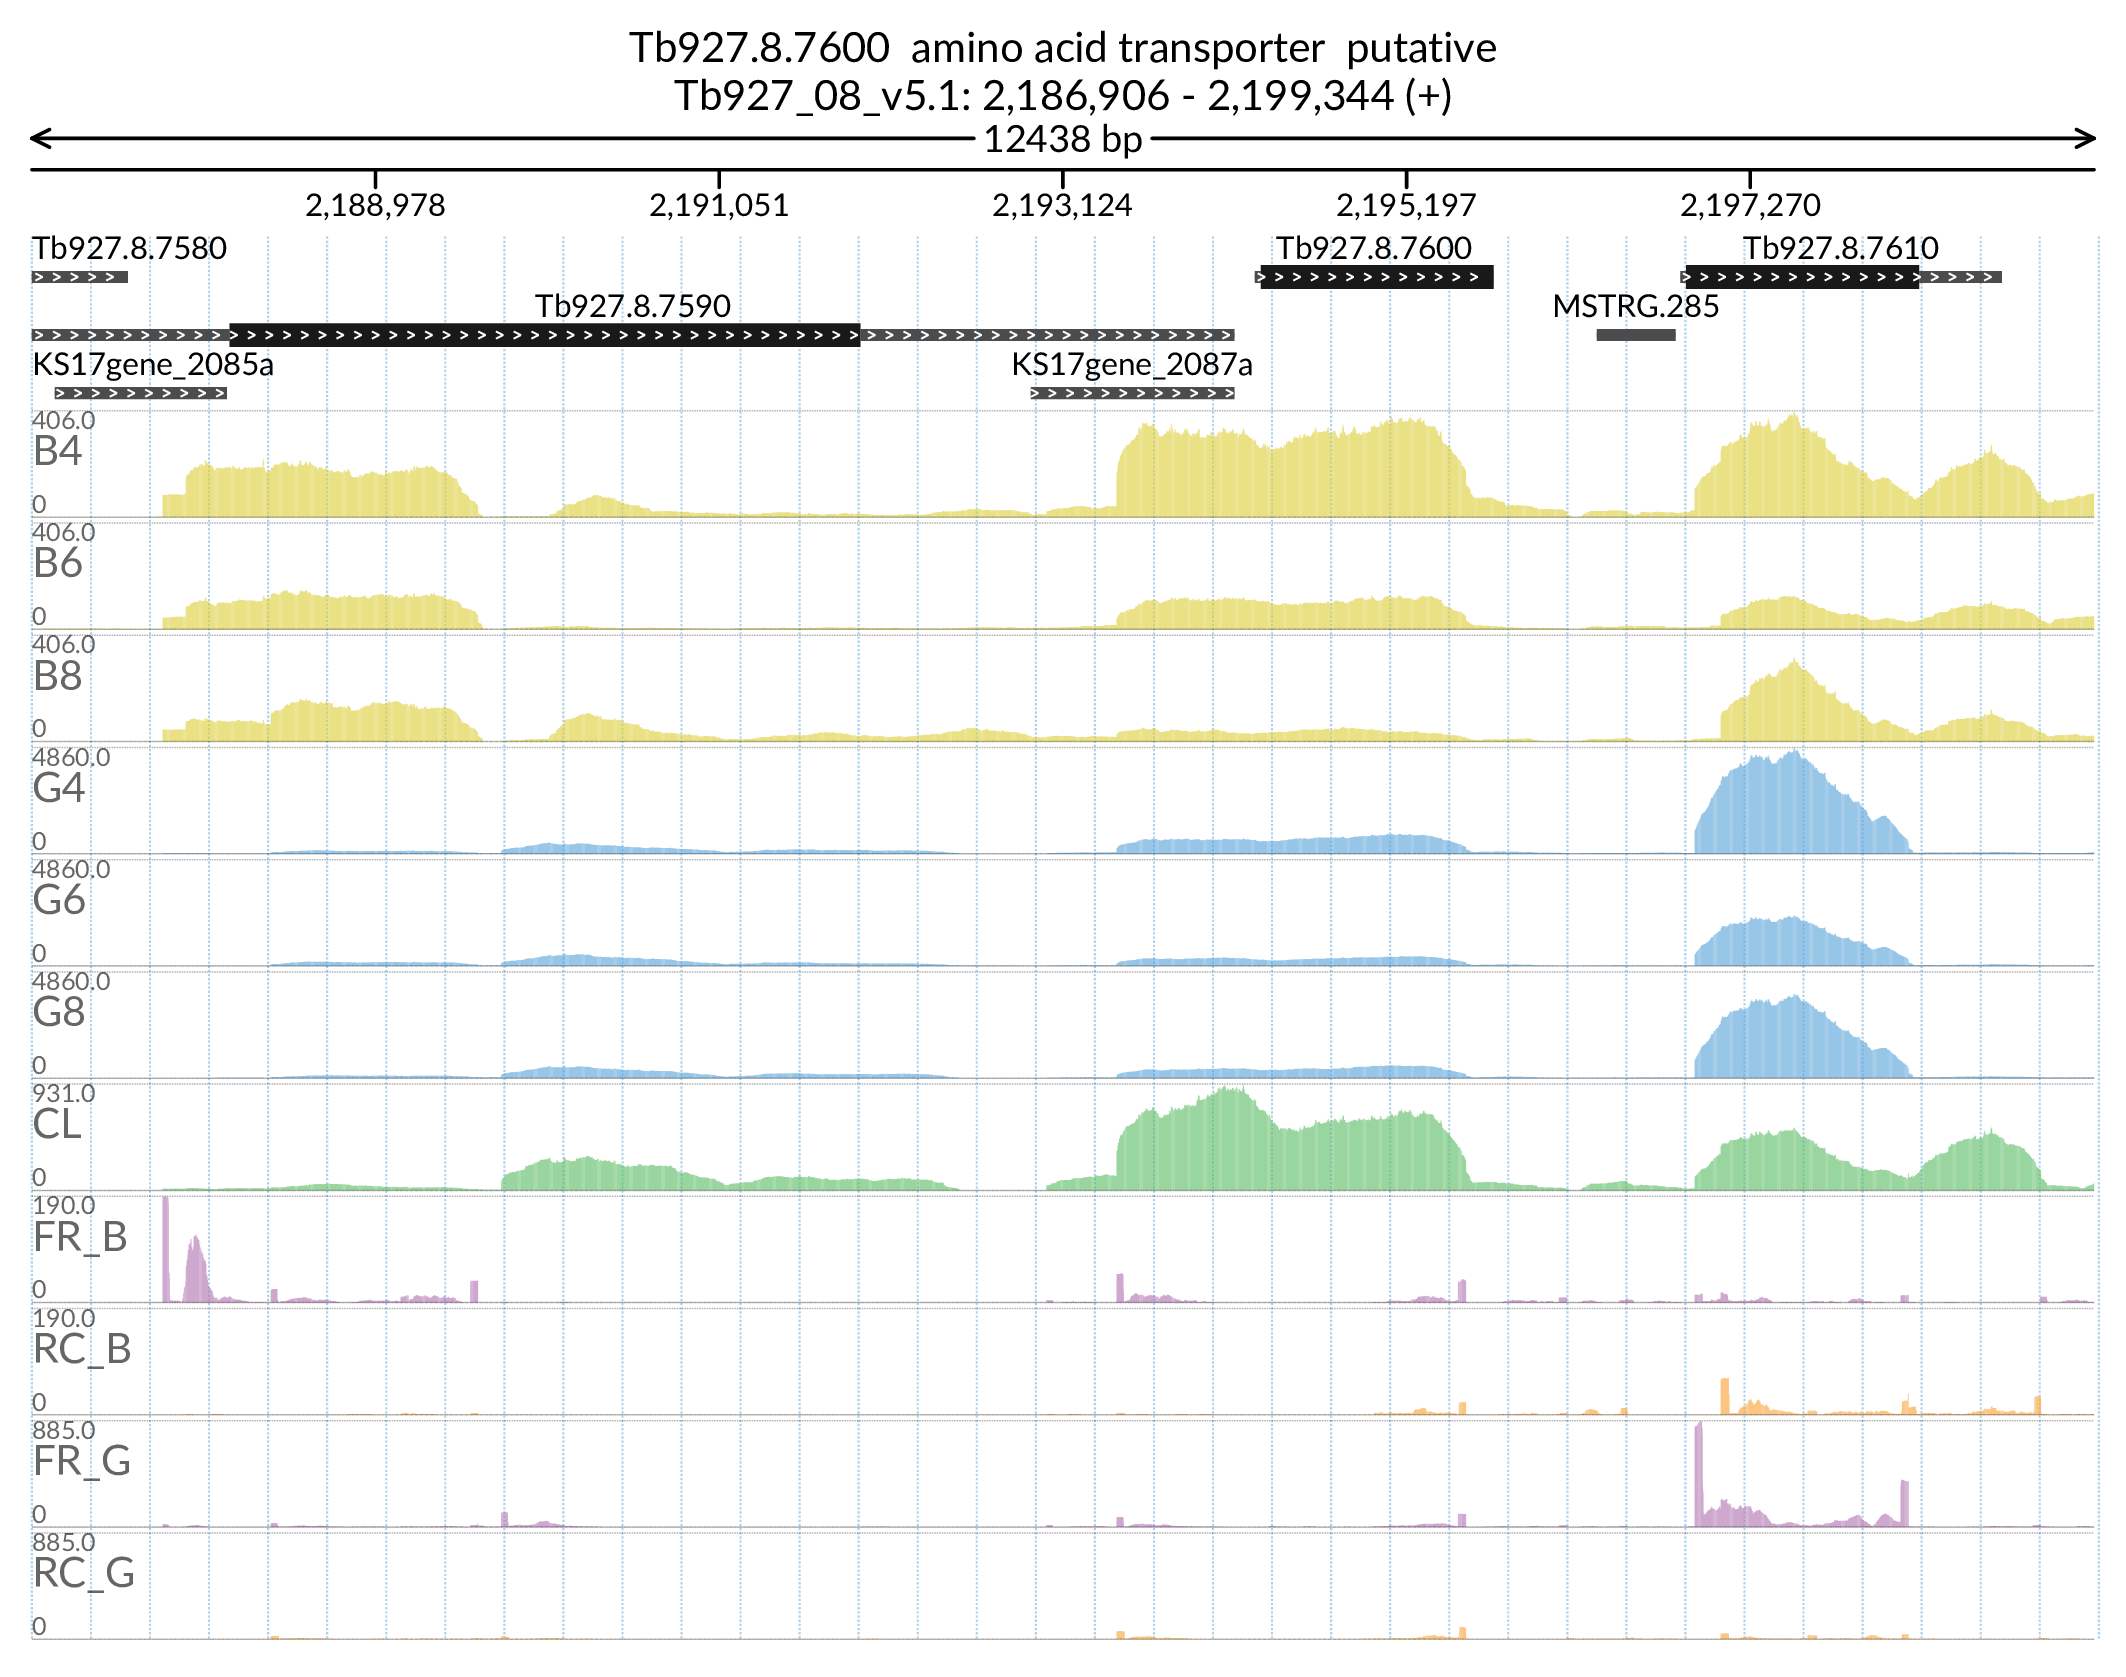 Tb927.8.7600  amino acid transporter  putative
Tb927_08_v5.1: 2,186,906 - 2,199,344 (+)
12438 bp
2,188,978 2,191,051 2,193,124 2,195,197 2,197,270
Tb927.8.7580 Tb927.8.7600 Tb927.8.7610
Tb927.8.7590 MSTRG.285
KS17gene_2085a KS17gene_2087a
406.0
B4
0
406.0
B6
0
406.0
B8
0
4860.0
G4
0
4860.0
G6
0
4860.0
G8
0
931.0
CL
0
190.0
FR_B
0
190.0
RC_B
0
885.0
FR_G
0
885.0
RC_G
0